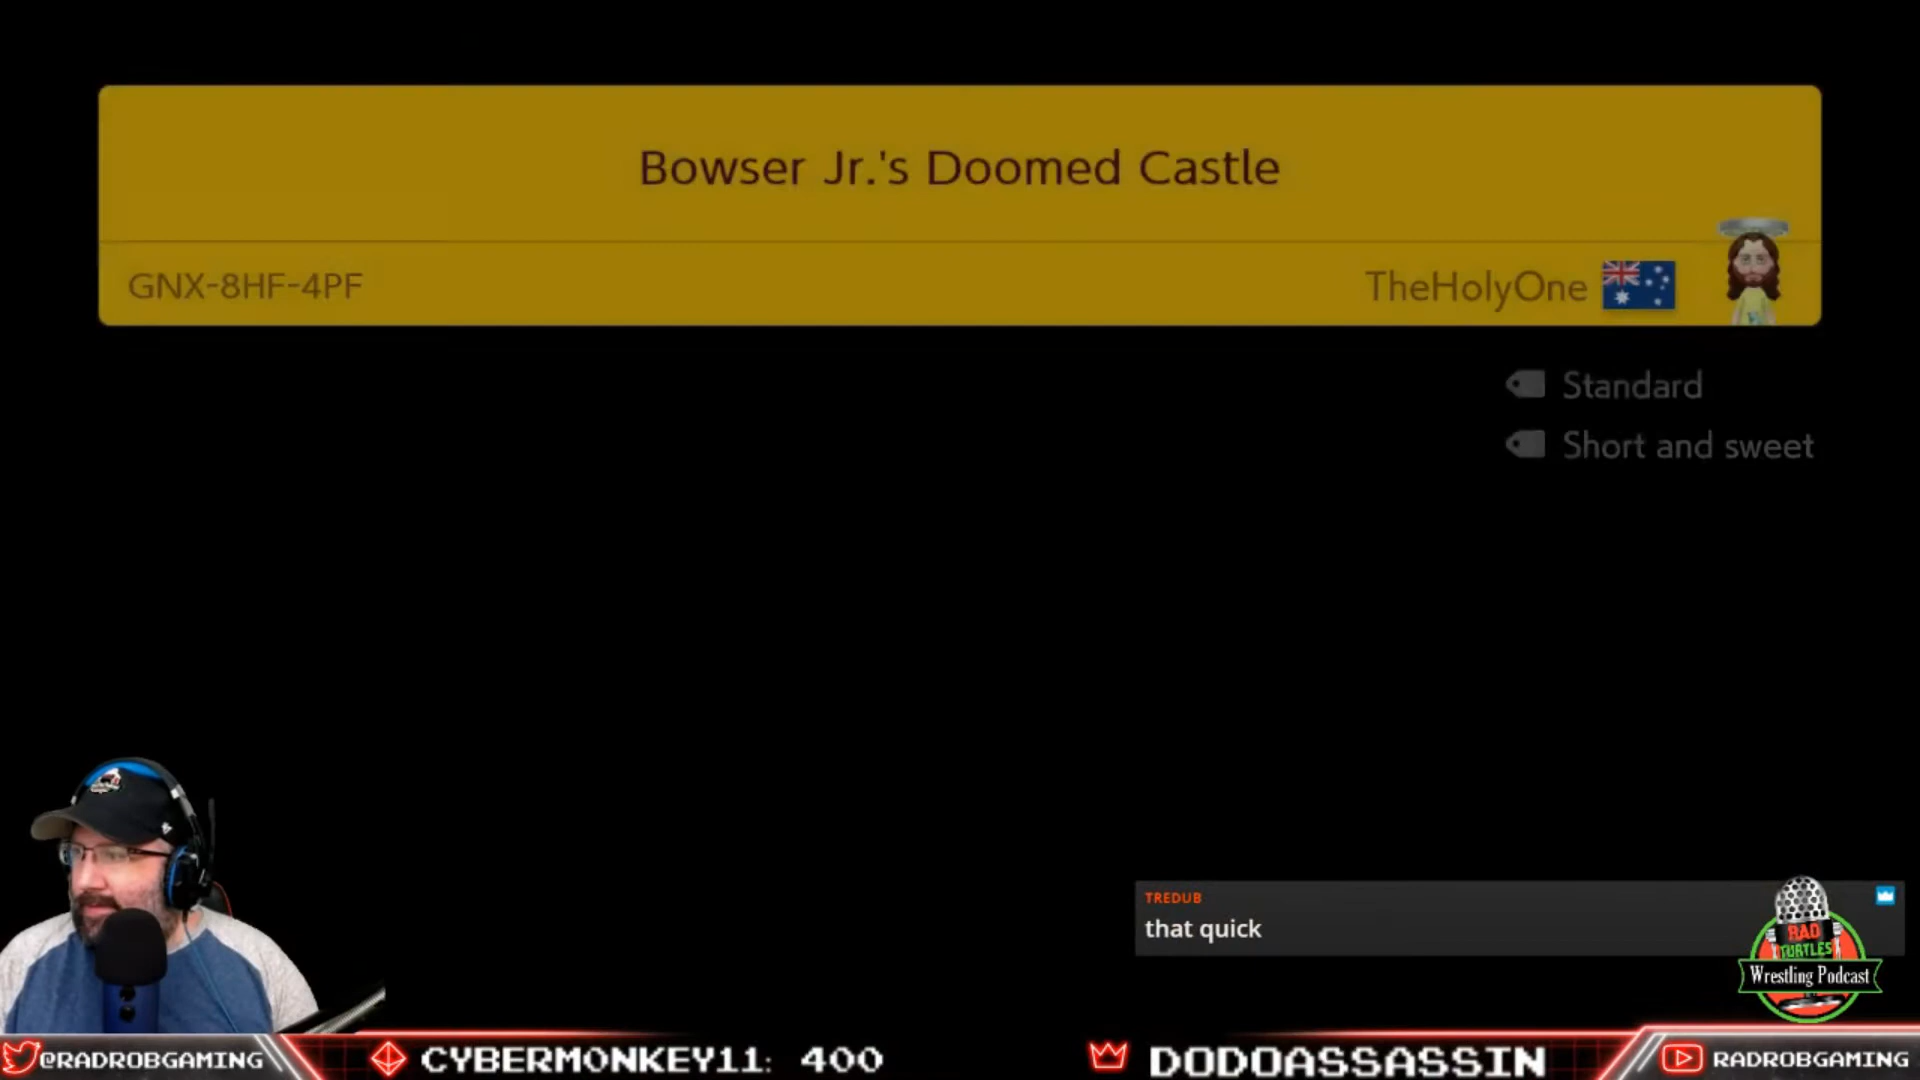 Bowser Jr.'s Doomed Castle
GNX-8HF-4PF
TheHolyOne
Standard
Short and sweet
TREDUB
that quick
RAD
TURTLES
Wrestling Podcast
@RADROBGAMING
CYBERMONKEY11: 400
DODOASSASSIN
RADROBGAMING